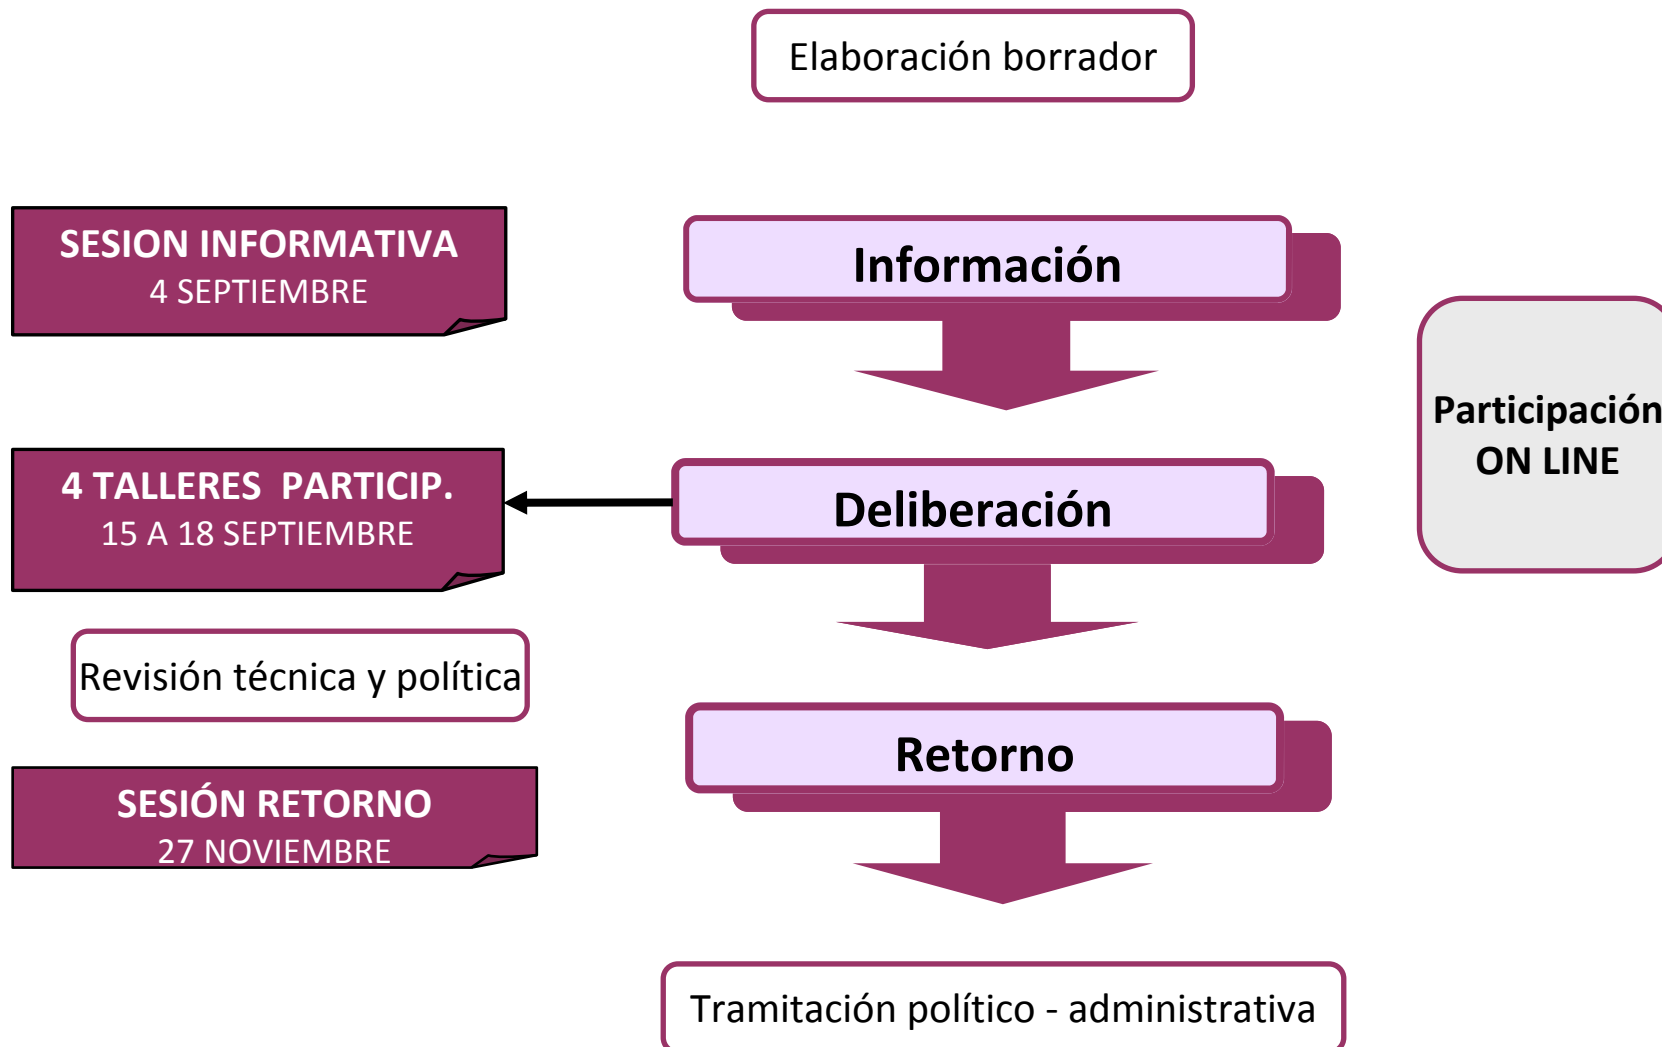 Elaboración borrador
SESION INFORMATIVA
4 SEPTIEMBRE
Información
Participación
ON LINE
4 TALLERES PARTICIP.
15 A 18 SEPTIEMBRE
Deliberación
Revisión técnica y política
Retorno
SESIÓN RETORNO
27 NOVIEMBRE
Tramitación político - administrativa